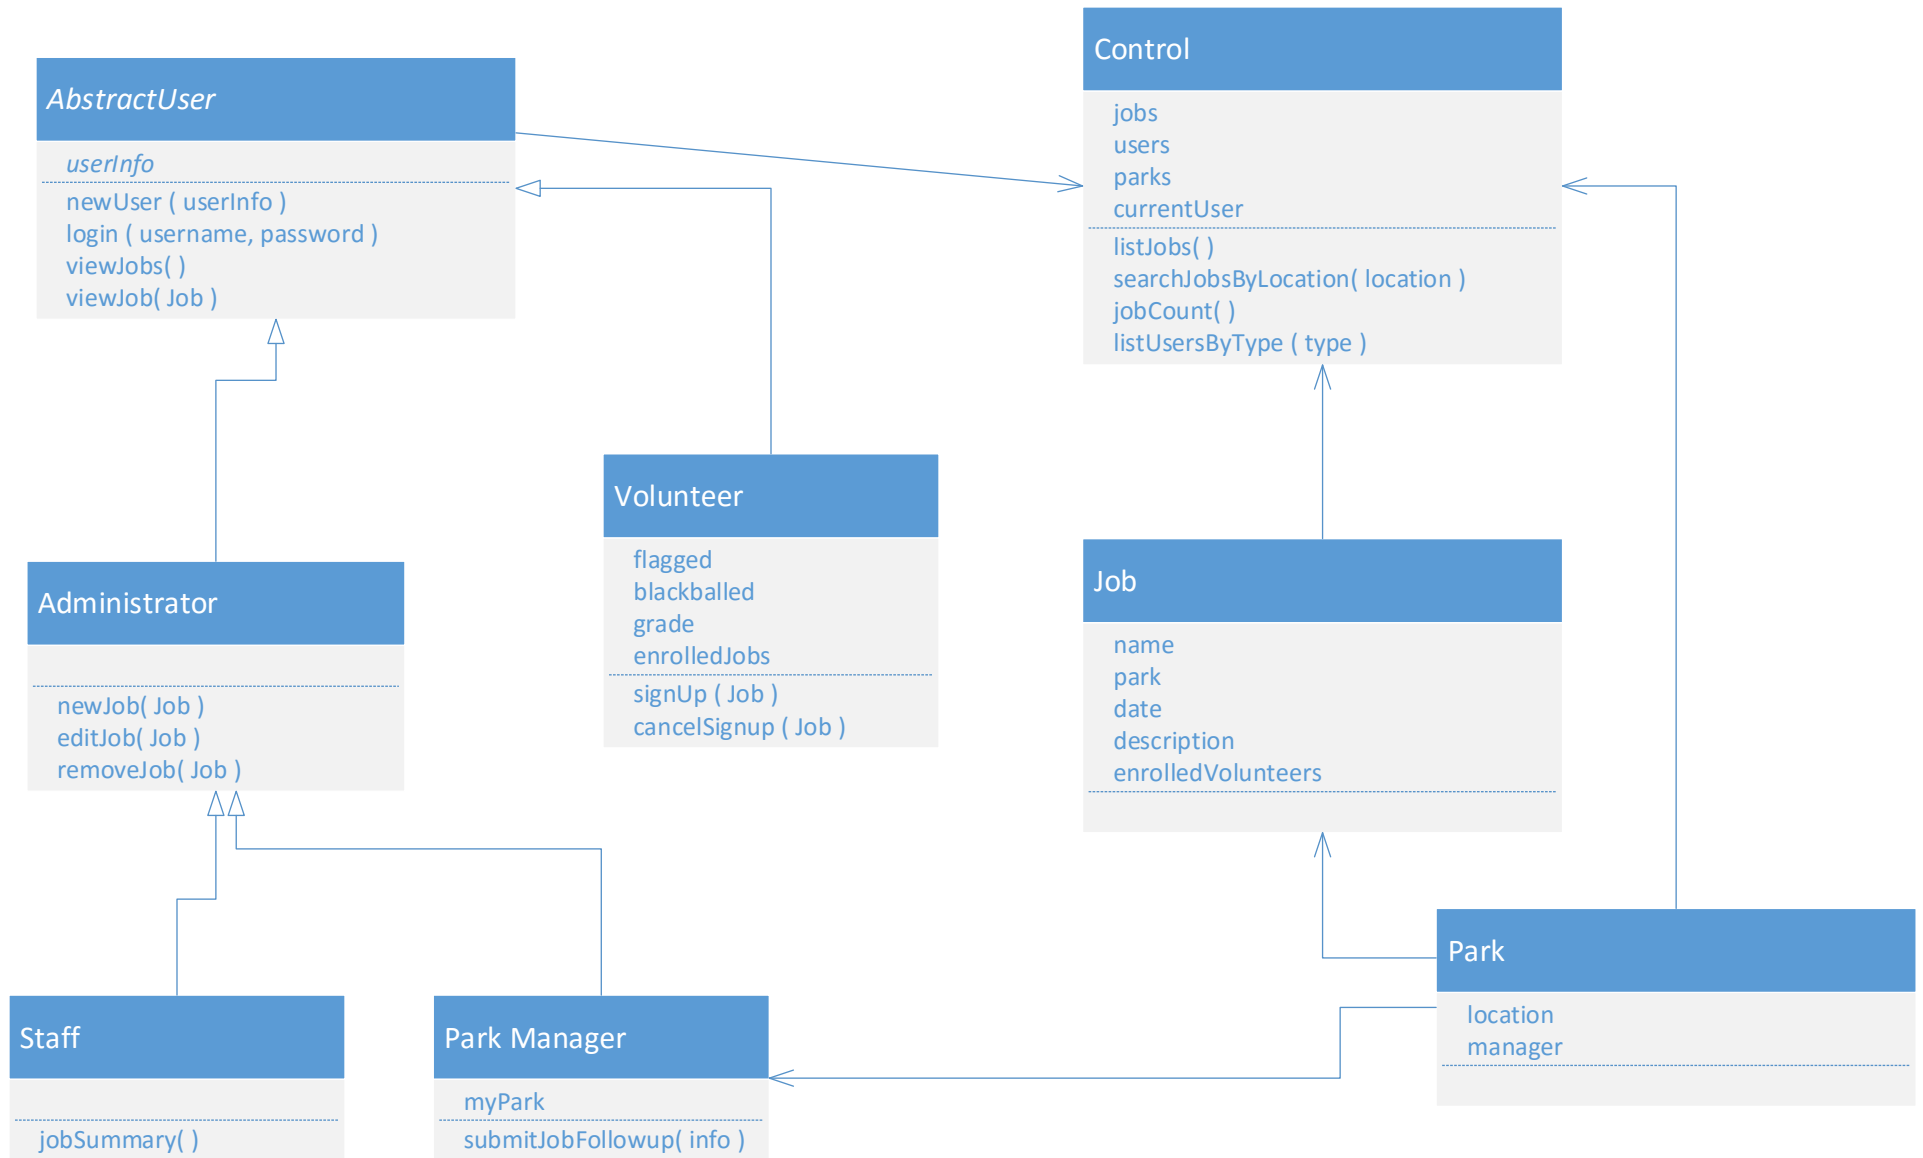 AbstractUser
userInfo
newUser ( userInfo )
login ( username, password )
viewJobs( )
viewJob( Job )
Control
jobs
users
parks
currentUser
listJobs( )
searchJobsByLocation( location )
jobCount( )
listUsersByType ( type )
Volunteer
flagged
blackballed
grade
enrolledJobs
signUp ( Job )
cancelSignup ( Job )
Administrator
newJob( Job )
editJob( Job )
removeJob( Job )
Job
name
park
date
description
enrolledVolunteers
Staff
jobSummary( )
Park Manager
myPark
submitJobFollowup( info )
Park
location
manager